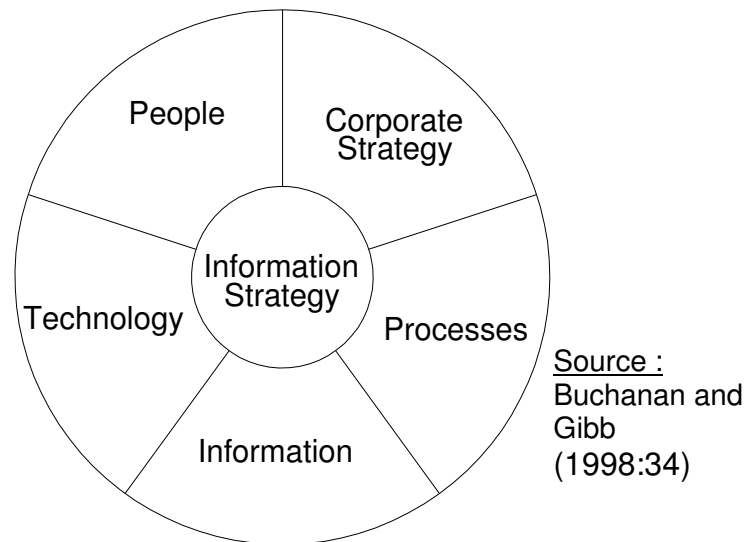 People
Corporate
Strategy
Information
Strategy
Technology
Processes
Information
Source :
Buchanan and
Gibb
(1998:34)